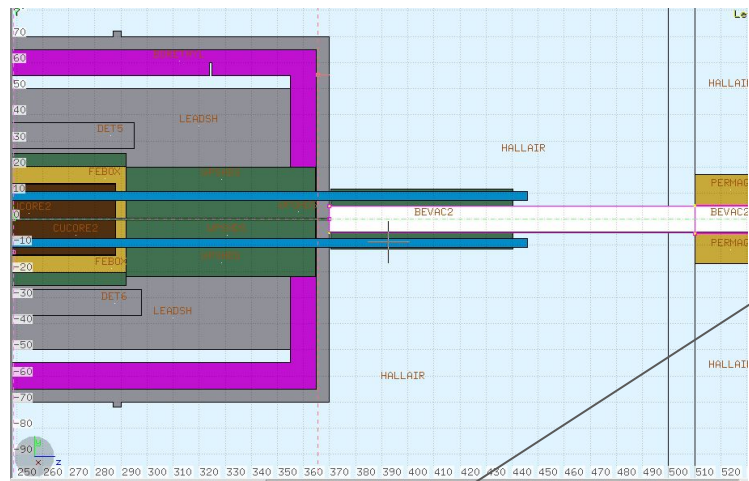 Le
70
60
50
HALLAIR
40
LEADSH
30
DET5
HALLAIR
20
FEBOX
PERMAG
10
BEVAC2
BEVAC2
0
CUCORE2
-10
PERMAG
FEBOX
-20
DET6
-30
LEADSH
-40
-50
HALLAIR
HALLAI
-60
-70
-80
-90
y
x
z
250 260 270 280 290 300 310 320 330 340 350 360 370 380 390 400 410 420 430 440 450 460 470 480 490 500 510 520